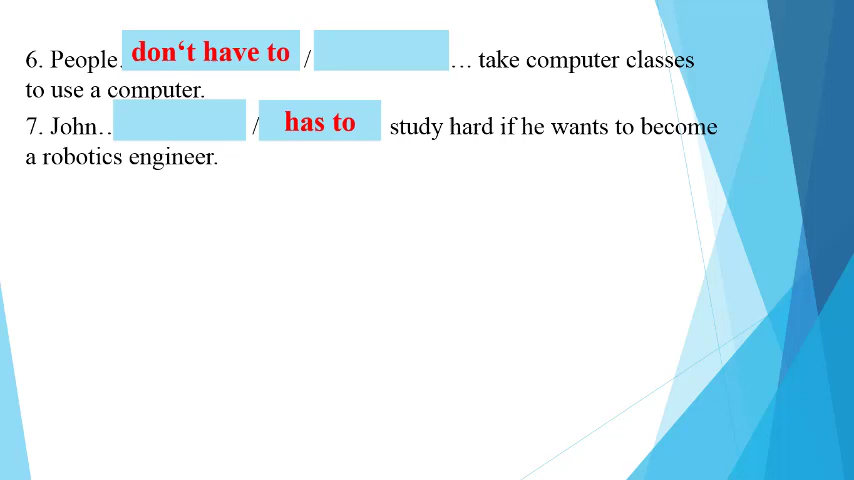 6. People. don‘t have to / … take computer classes
to use a computer.
7. John… / has to study hard if he wants to become
a robotics engineer.